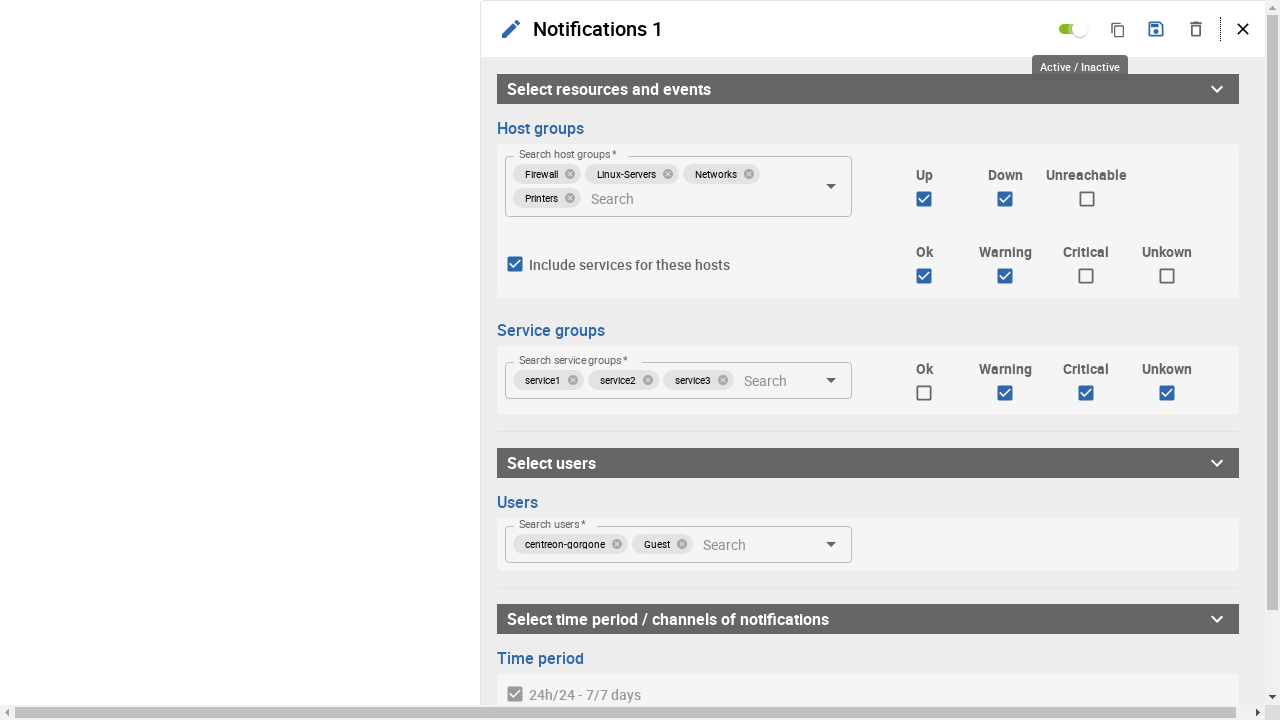 Notifications 1
Active / Inactive
Select resources and events
Host groups
Search host groups *
Firewall Linux-Servers Networks
Printers Search
Up Down Unreachable
Include services for these hosts
Ok Warning Critical Unkown
Service groups
Search service groups *
service1 service2 service3 Search
Ok Warning Critical Unkown
Select users
Users
Search users *
centreon-gorgone Guest Search
Select time period / channels of notifications
Time period
24h/24 - 7/7 days